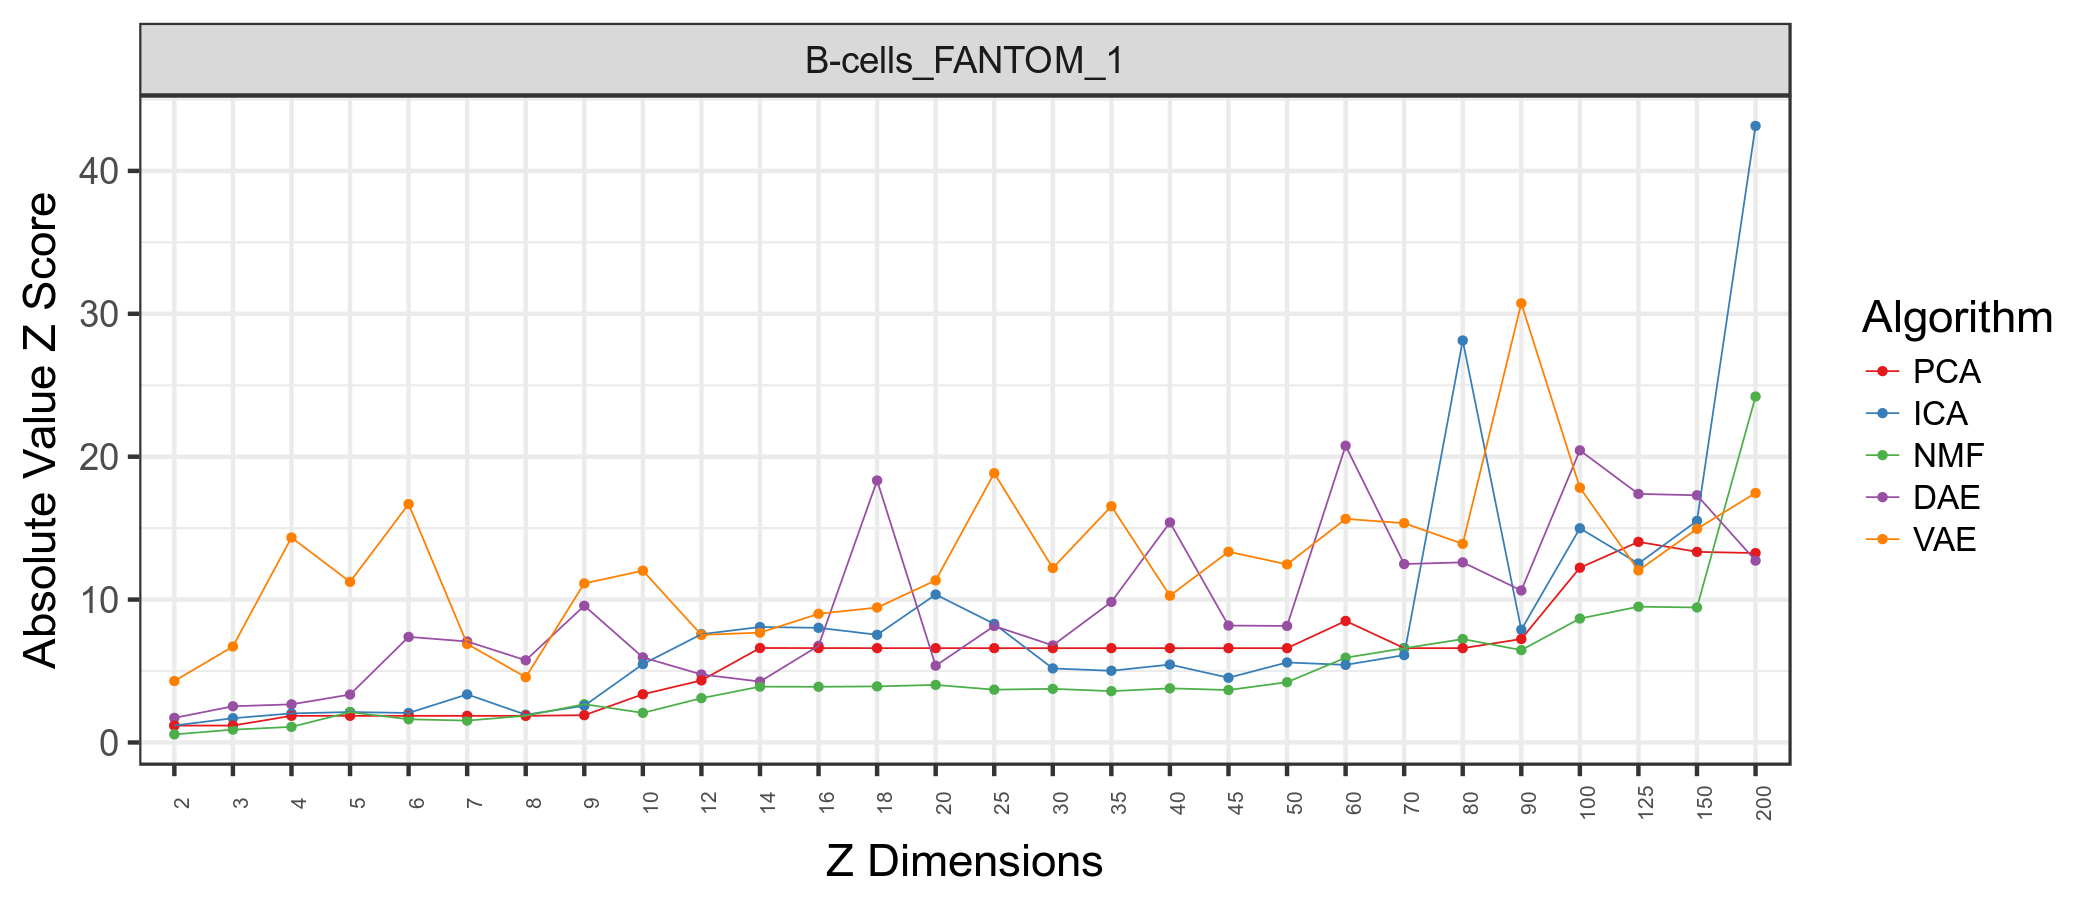 B-cells_FANTOM_1
Absolute Value Z Score
40
30
20
10
0
2 3 4 5 6 7 8 9 10 12 14 16 18 20 25 30 35 40 45 50 60 70 80 90 100 125 150 200
Z Dimensions
Algorithm
PCA
ICA
NMF
DAE
VAE